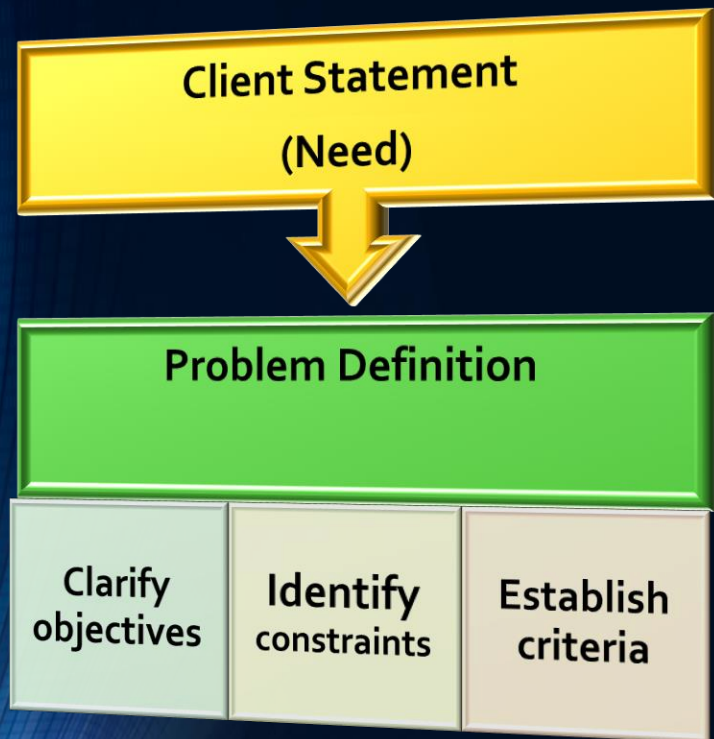 Client Statement
(Need)
Problem Definition
Clarify
objectives
Identify
constraints
Establish
criteria